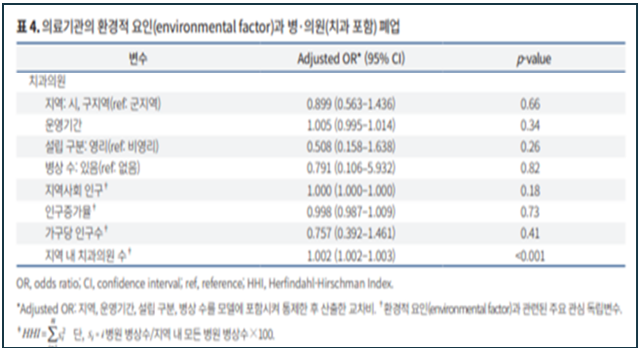 표 4. 의료기관의 환경적 요인(environmental factor)과 병·의원(치과 포함) 폐업
변수 Adjusted OR* (95% CI) p-value
치과의원
지역: 시, 구지역(ref: 군지역) 0.899 (0.563–1.436) 0.66
운영기간 1.005 (0.995–1.014) 0.34
설립 구분: 영리(ref: 비영리) 0.508 (0.158–1.638) 0.26
병상 수: 있음(ref: 없음) 0.791 (0.106–5.932) 0.82
지역사회 인구† 1.000 (1.000–1.000) 0.18
인구증가율† 0.998 (0.987–1.009) 0.73
가구당 인구수† 0.757 (0.392–1.461) 0.41
지역 내 치과의원 수† 1.002 (1.002–1.003) <0.001
OR, odds ratio; CI, confidence interval; ref, reference; HHI, Herfindahl-Hirschman Index.
*Adjusted OR: 지역, 운영기간, 설립 구분, 병상 수를 모델에 포함시켜 통제한 후 산출한 교차비. †환경적 요인(environmental factor)과 관련된 주요 관심 독립변수.
HHI=∑s²ᵢ 단, sᵢ = i 병원 병상수/지역 내 모든 병원 병상수×100.